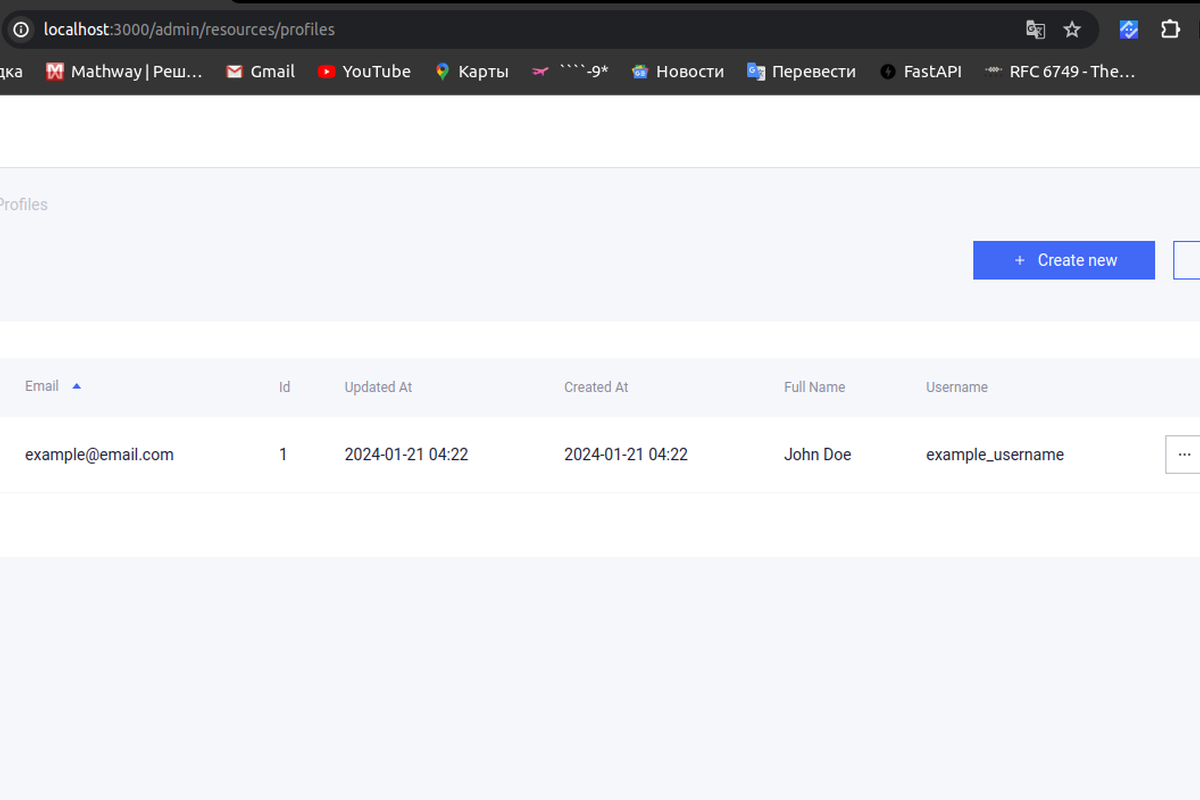 localhost:3000/admin/resources/profiles
дка Mathway | Реш... Gmail YouTube Карты ````-9* Новости Перевести FastAPI RFC 6749 - The...
Profiles
+ Create new
Email Id Updated At Created At Full Name Username
example@email.com 1 2024-01-21 04:22 2024-01-21 04:22 John Doe example_username ...